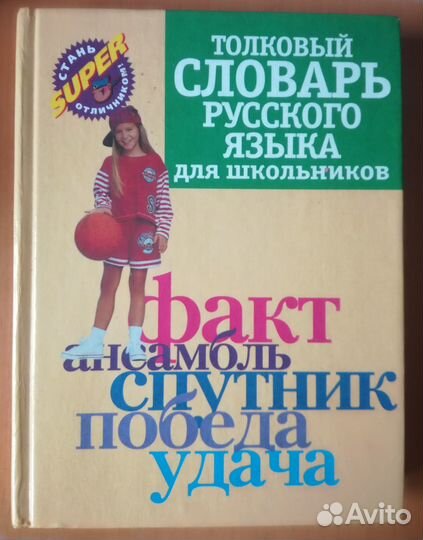 СТАНЬ
SUPER
ОТЛИЧНИКОМ!
ТОЛКОВЫЙ
СЛОВАРЬ
РУССКОГО
ЯЗЫКА
ДЛЯ ШКОЛЬНИКОВ
S
факт
ансамбль
спутник
победа
удача
Avito